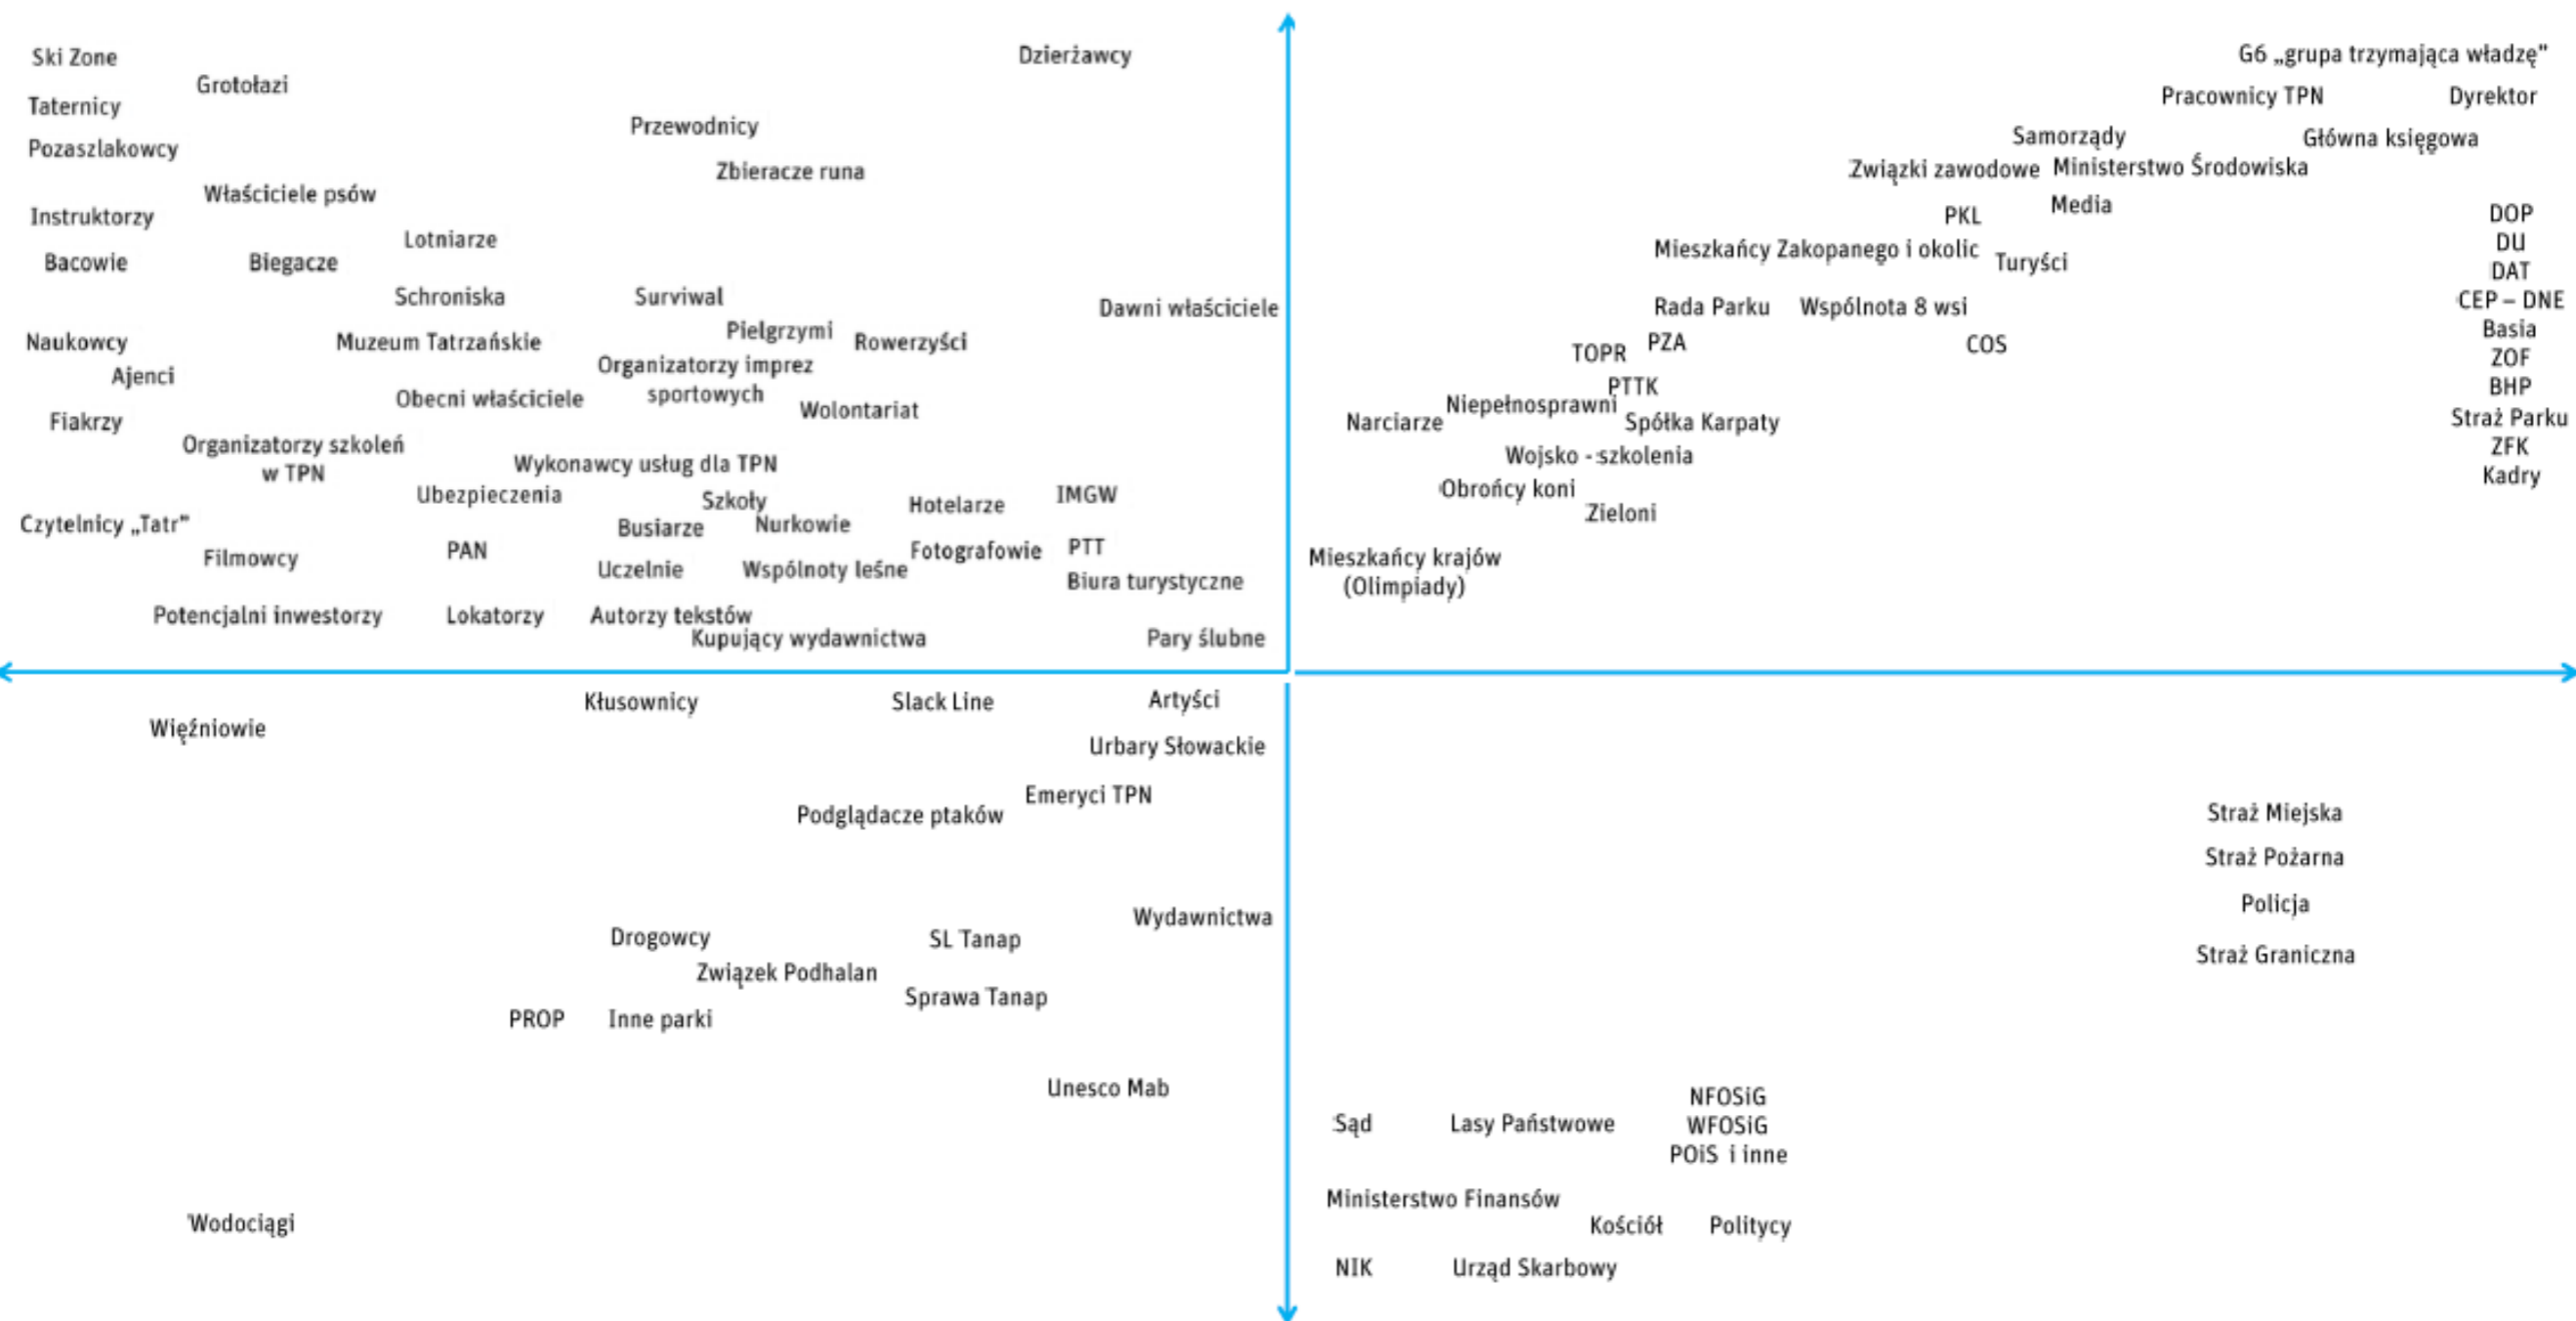 Ski Zone
Grotołazi
Taternicy
Pozaszlakowcy
Właściciele psów
Instruktorzy
Bacowie
Biegacze
Lotniarze
Dzierżawcy
Przewodnicy
Zbieracze runa
Schroniska
Surviwal
Dawni właściciele
Naukowcy
Muzeum Tatrzańskie
Pielgrzymi
Rowerzyści
Ajenci
Organizatorzy imprez
sportowych
Obecni właściciele
Wolontariat
Fiakrzy
Organizatorzy szkoleń
w TPN
Wykonawcy usług dla TPN
Ubezpieczenia
Szkoły
Hotelarze
IMGW
Czytelnicy „Tatr”
Busiarze
Nurkowie
Filmowcy
PAN
Fotografowie
PTT
Uczelnie
Wspólnoty leśne
Biura turystyczne
Potencjalni inwestorzy
Lokatorzy
Autorzy tekstów
Kupujący wydawnictwa
Pary ślubne
G6 „grupa trzymająca władzę”
Pracownicy TPN
Dyrektor
Samorządy
Główna księgowa
Związki zawodowe
Ministerstwo Środowiska
Media
PKL
Mieszkańcy Zakopanego i okolic
Turyści
Rada Parku
Wspólnota 8 wsi
TOPR
PZA
COS
PTTK
Niepełnosprawni
Narciarze
Spółka Karpaty
Wojsko - szkolenia
Obrońcy koni
Zieloni
Mieszkańcy krajów
(Olimpiady)
DOP
DU
DAT
CEP – DNE
Basia
ZOF
BHP
Straż Parku
ZFK
Kadry
Kłusownicy
Slack Line
Artyści
Więźniowie
Urbary Słowackie
Emeryci TPN
Podglądacze ptaków
Wydawnictwa
Drogowcy
SL Tanap
Związek Podhalan
Sprawa Tanap
PROP
Inne parki
Unesco Mab
Wodociągi
Straż Miejska
Straż Pożarna
Policja
Straż Graniczna
NFOSiG
Sąd
Lasy Państwowe
WFOSiG
POiS i inne
Ministerstwo Finansów
Kościół
Politycy
NIK
Urząd Skarbowy